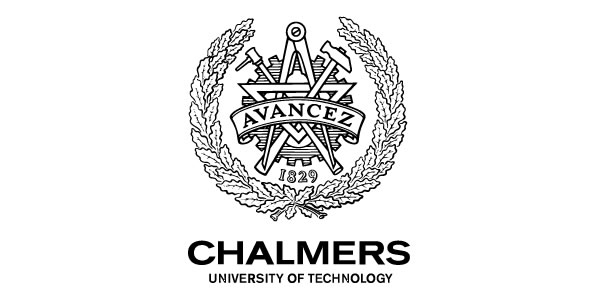 AVANCEZ
1829
CHALMERS
UNIVERSITY OF TECHNOLOGY